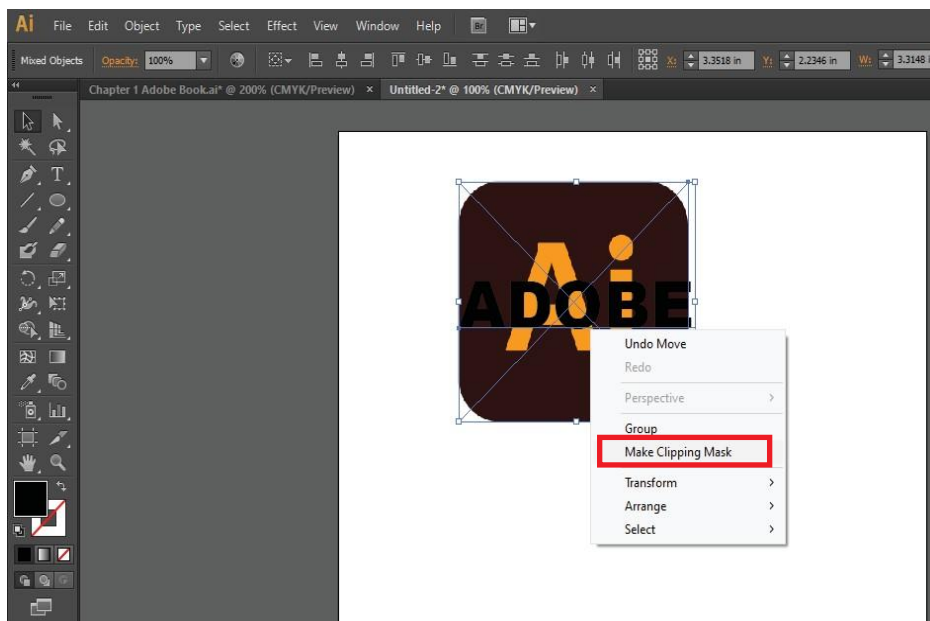 Ai File Edit Object Type Select Effect View Window Help Br
Mixed Objects Opacity: 100% X: 3.3518 in Y: 2.2346 in W: 3.3148 i
Chapter 1 Adobe Book.ai* @ 200% (CMYK/Preview) × Untitled-2* @ 100% (CMYK/Preview) ×
Ai
ADOBE
Undo Move
Redo
Perspective
Group
Make Clipping Mask
Transform
Arrange
Select